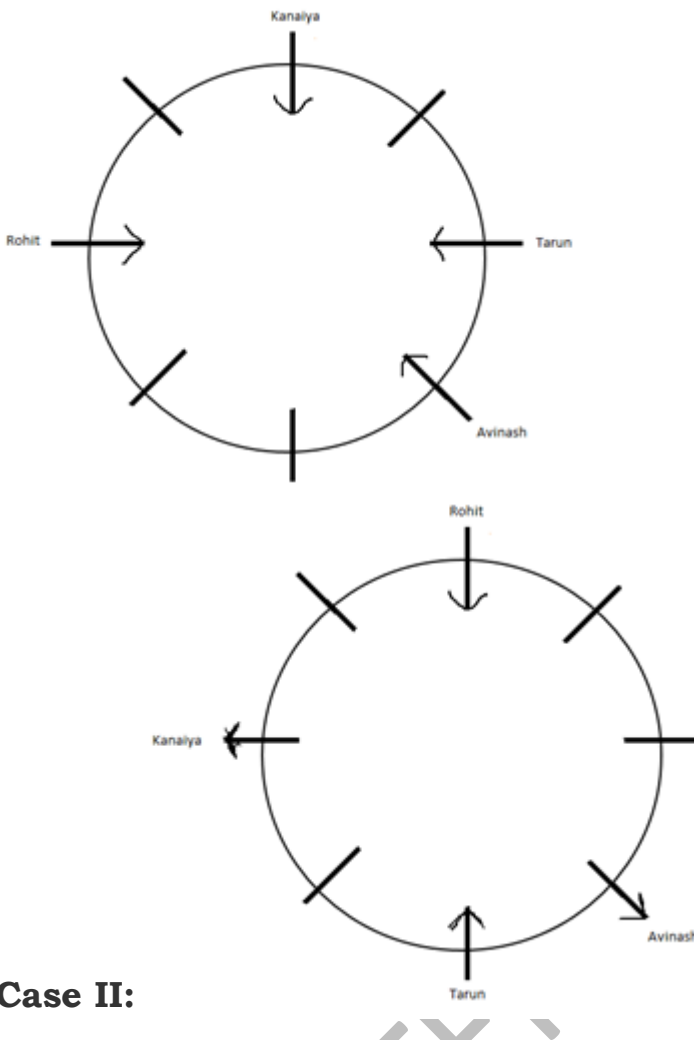 Kanaiya
Rohit
Tarun
Avinash
Rohit
Kanaiya
Avinash
Tarun
Case II: